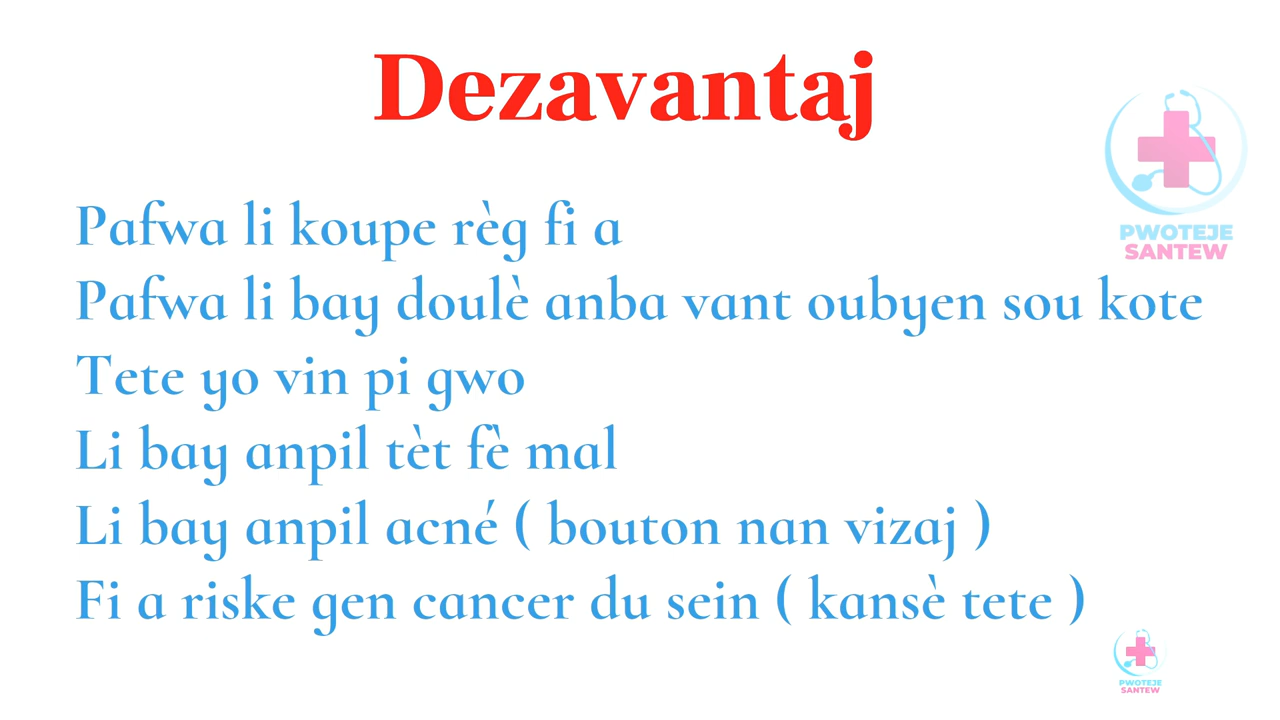 Dezavantaj
PWOTEJE
SANTEW
Pafwa li koupe règ fi a
Pafwa li bay doulè anba vant oubyen sou kote
Tete yo vin pi gwo
Li bay anpil tèt fè mal
Li bay anpil acné ( bouton nan vizaj )
Fi a riske gen cancer du sein ( kansè tete )
PWOTEJE
SANTEW